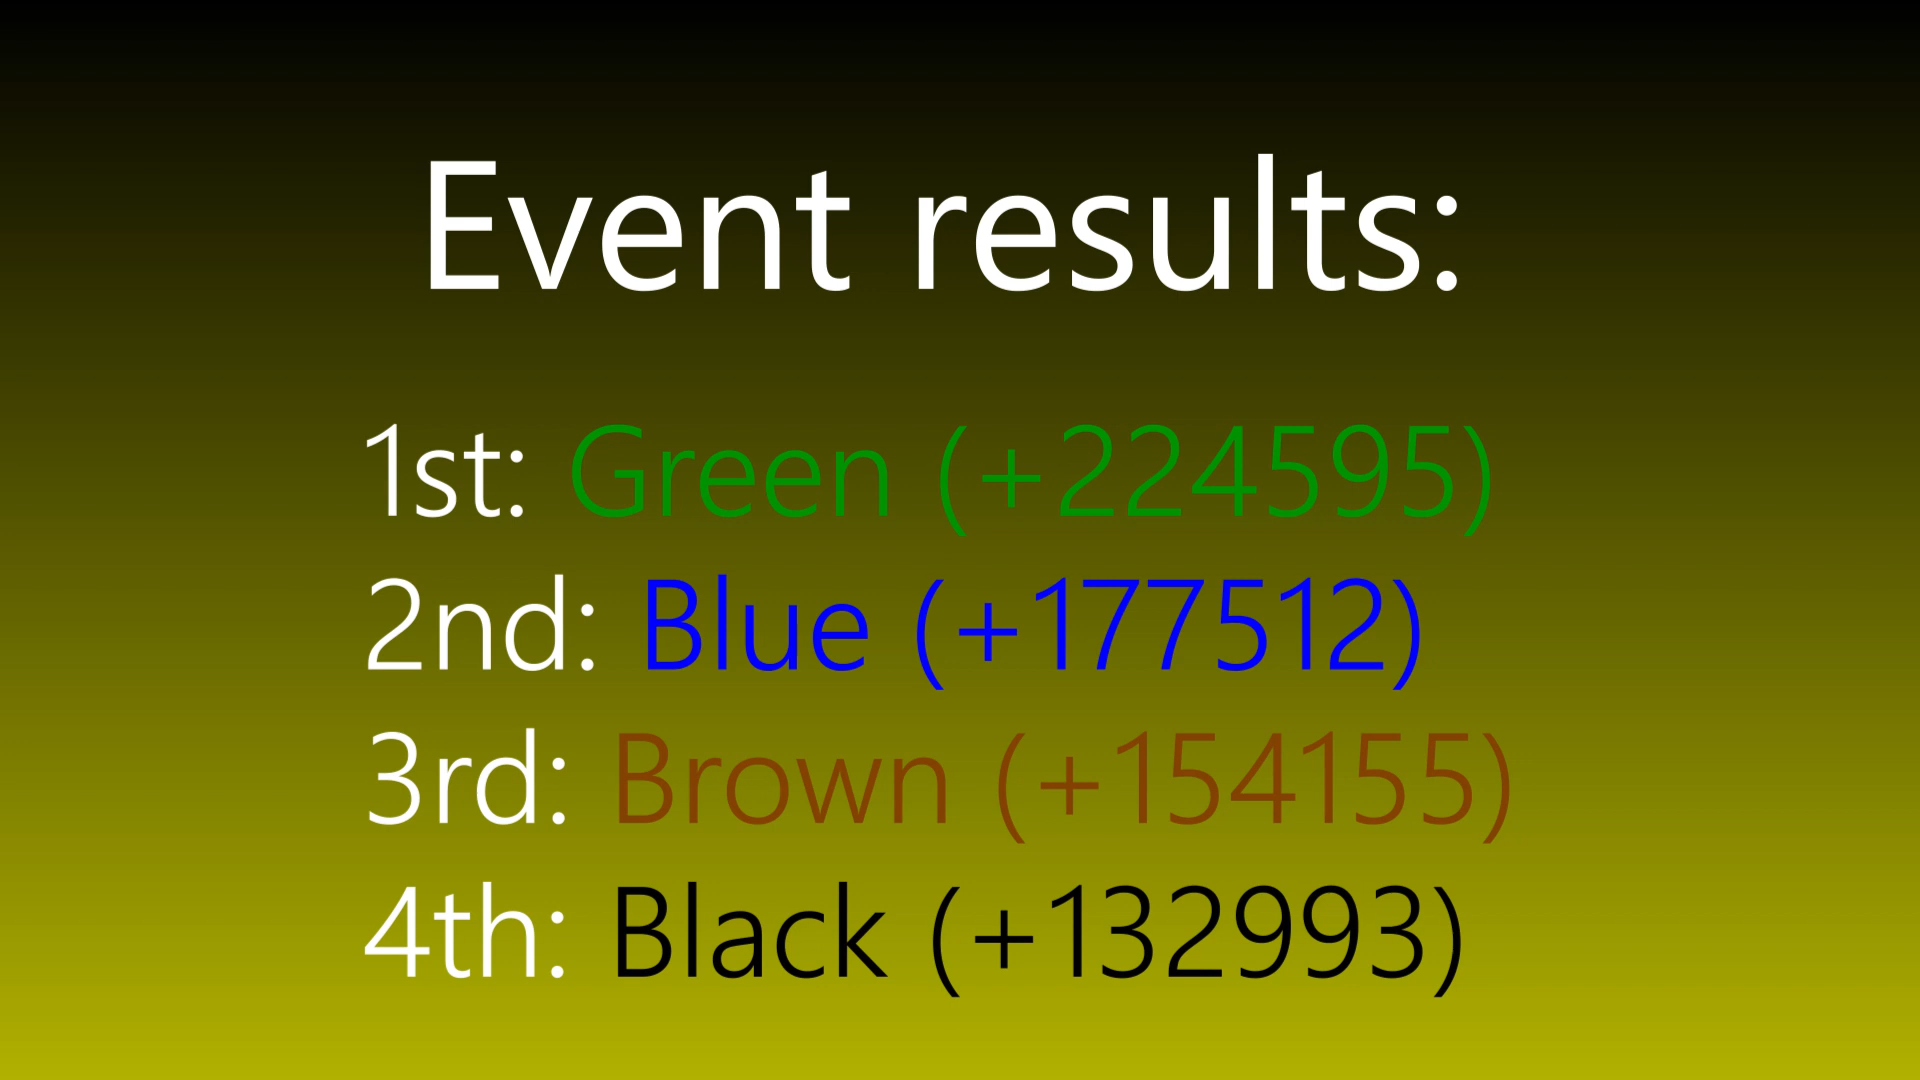 Event results:
1st: Green (+224595)
2nd: Blue (+177512)
3rd: Brown (+154155)
4th: Black (+132993)